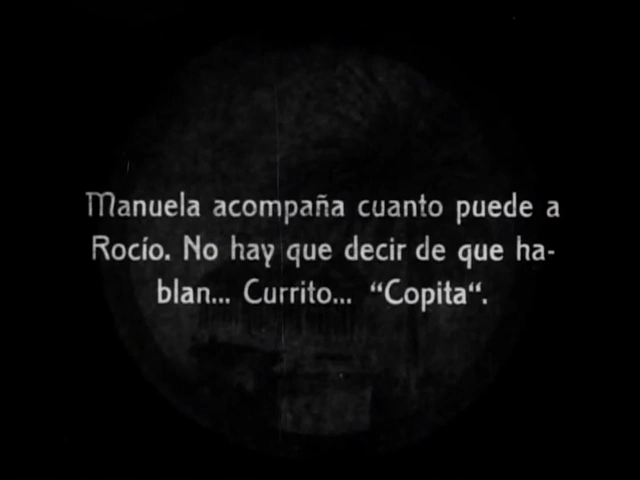 Manuela acompaña cuanto puede a
Rocío. No hay que decir de que ha-
blan... Currito... “Copita“.